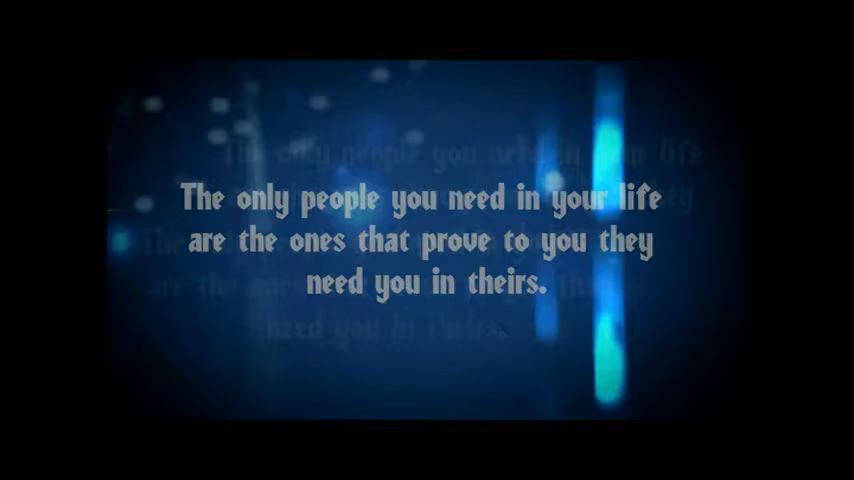 The only people you need in your life
are the ones that prove to you they
need you in theirs.